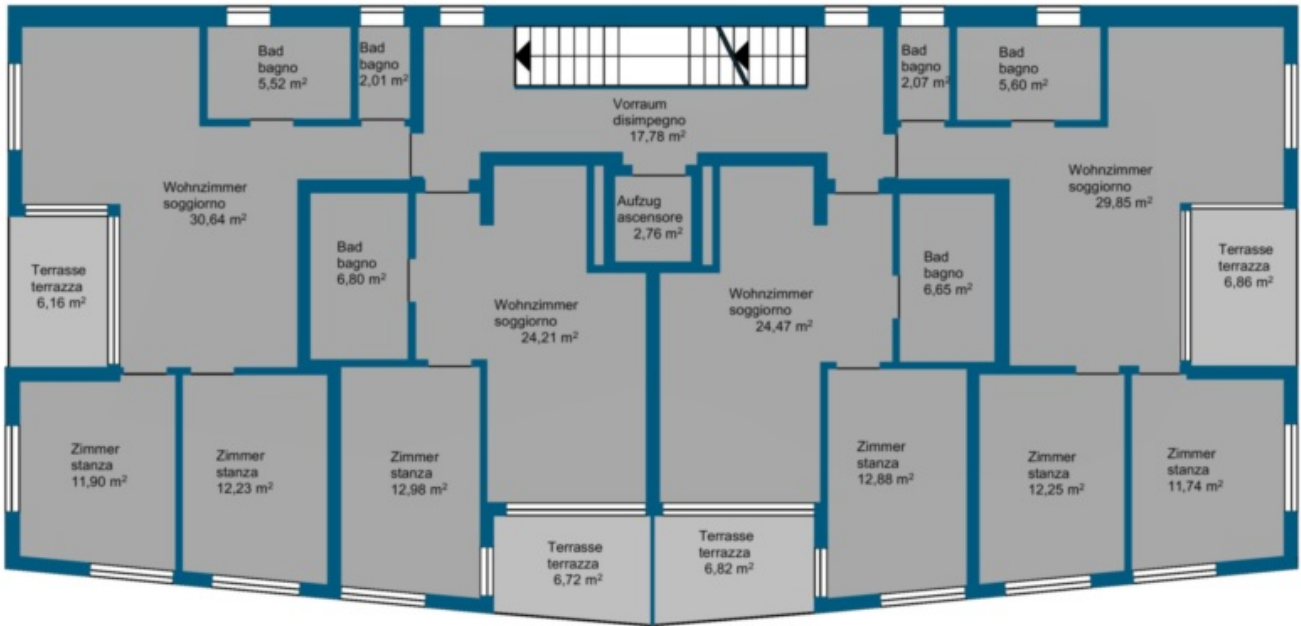 Bad
bagno
5,52 m²
Bad
bagno
2,01 m²
Vorraum
disimpegno
17,78 m²
Bad
bagno
2,07 m²
Bad
bagno
5,60 m²
Wohnzimmer
soggiorno
30,64 m²
Bad
bagno
6,80 m²
Aufzug
ascensore
2,76 m²
Bad
bagno
6,65 m²
Wohnzimmer
soggiorno
29,85 m²
Terrasse
terrazza
6,16 m²
Wohnzimmer
soggiorno
24,21 m²
Wohnzimmer
soggiorno
24,47 m²
Terrasse
terrazza
6,86 m²
Zimmer
stanza
11,90 m²
Zimmer
stanza
12,23 m²
Zimmer
stanza
12,98 m²
Zimmer
stanza
12,88 m²
Zimmer
stanza
12,25 m²
Zimmer
stanza
11,74 m²
Terrasse
terrazza
6,72 m²
Terrasse
terrazza
6,82 m²